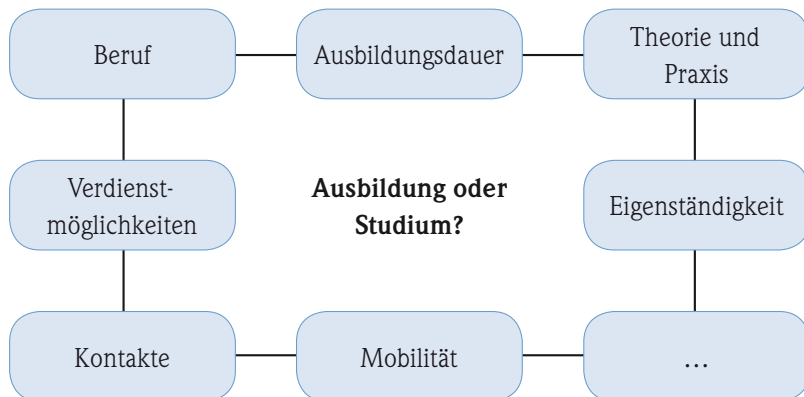 Beruf
Ausbildungsdauer
Theorie und
Praxis
Verdienst-
möglichkeiten
Ausbildung oder
Studium?
Eigenständigkeit
Kontakte
Mobilität
…